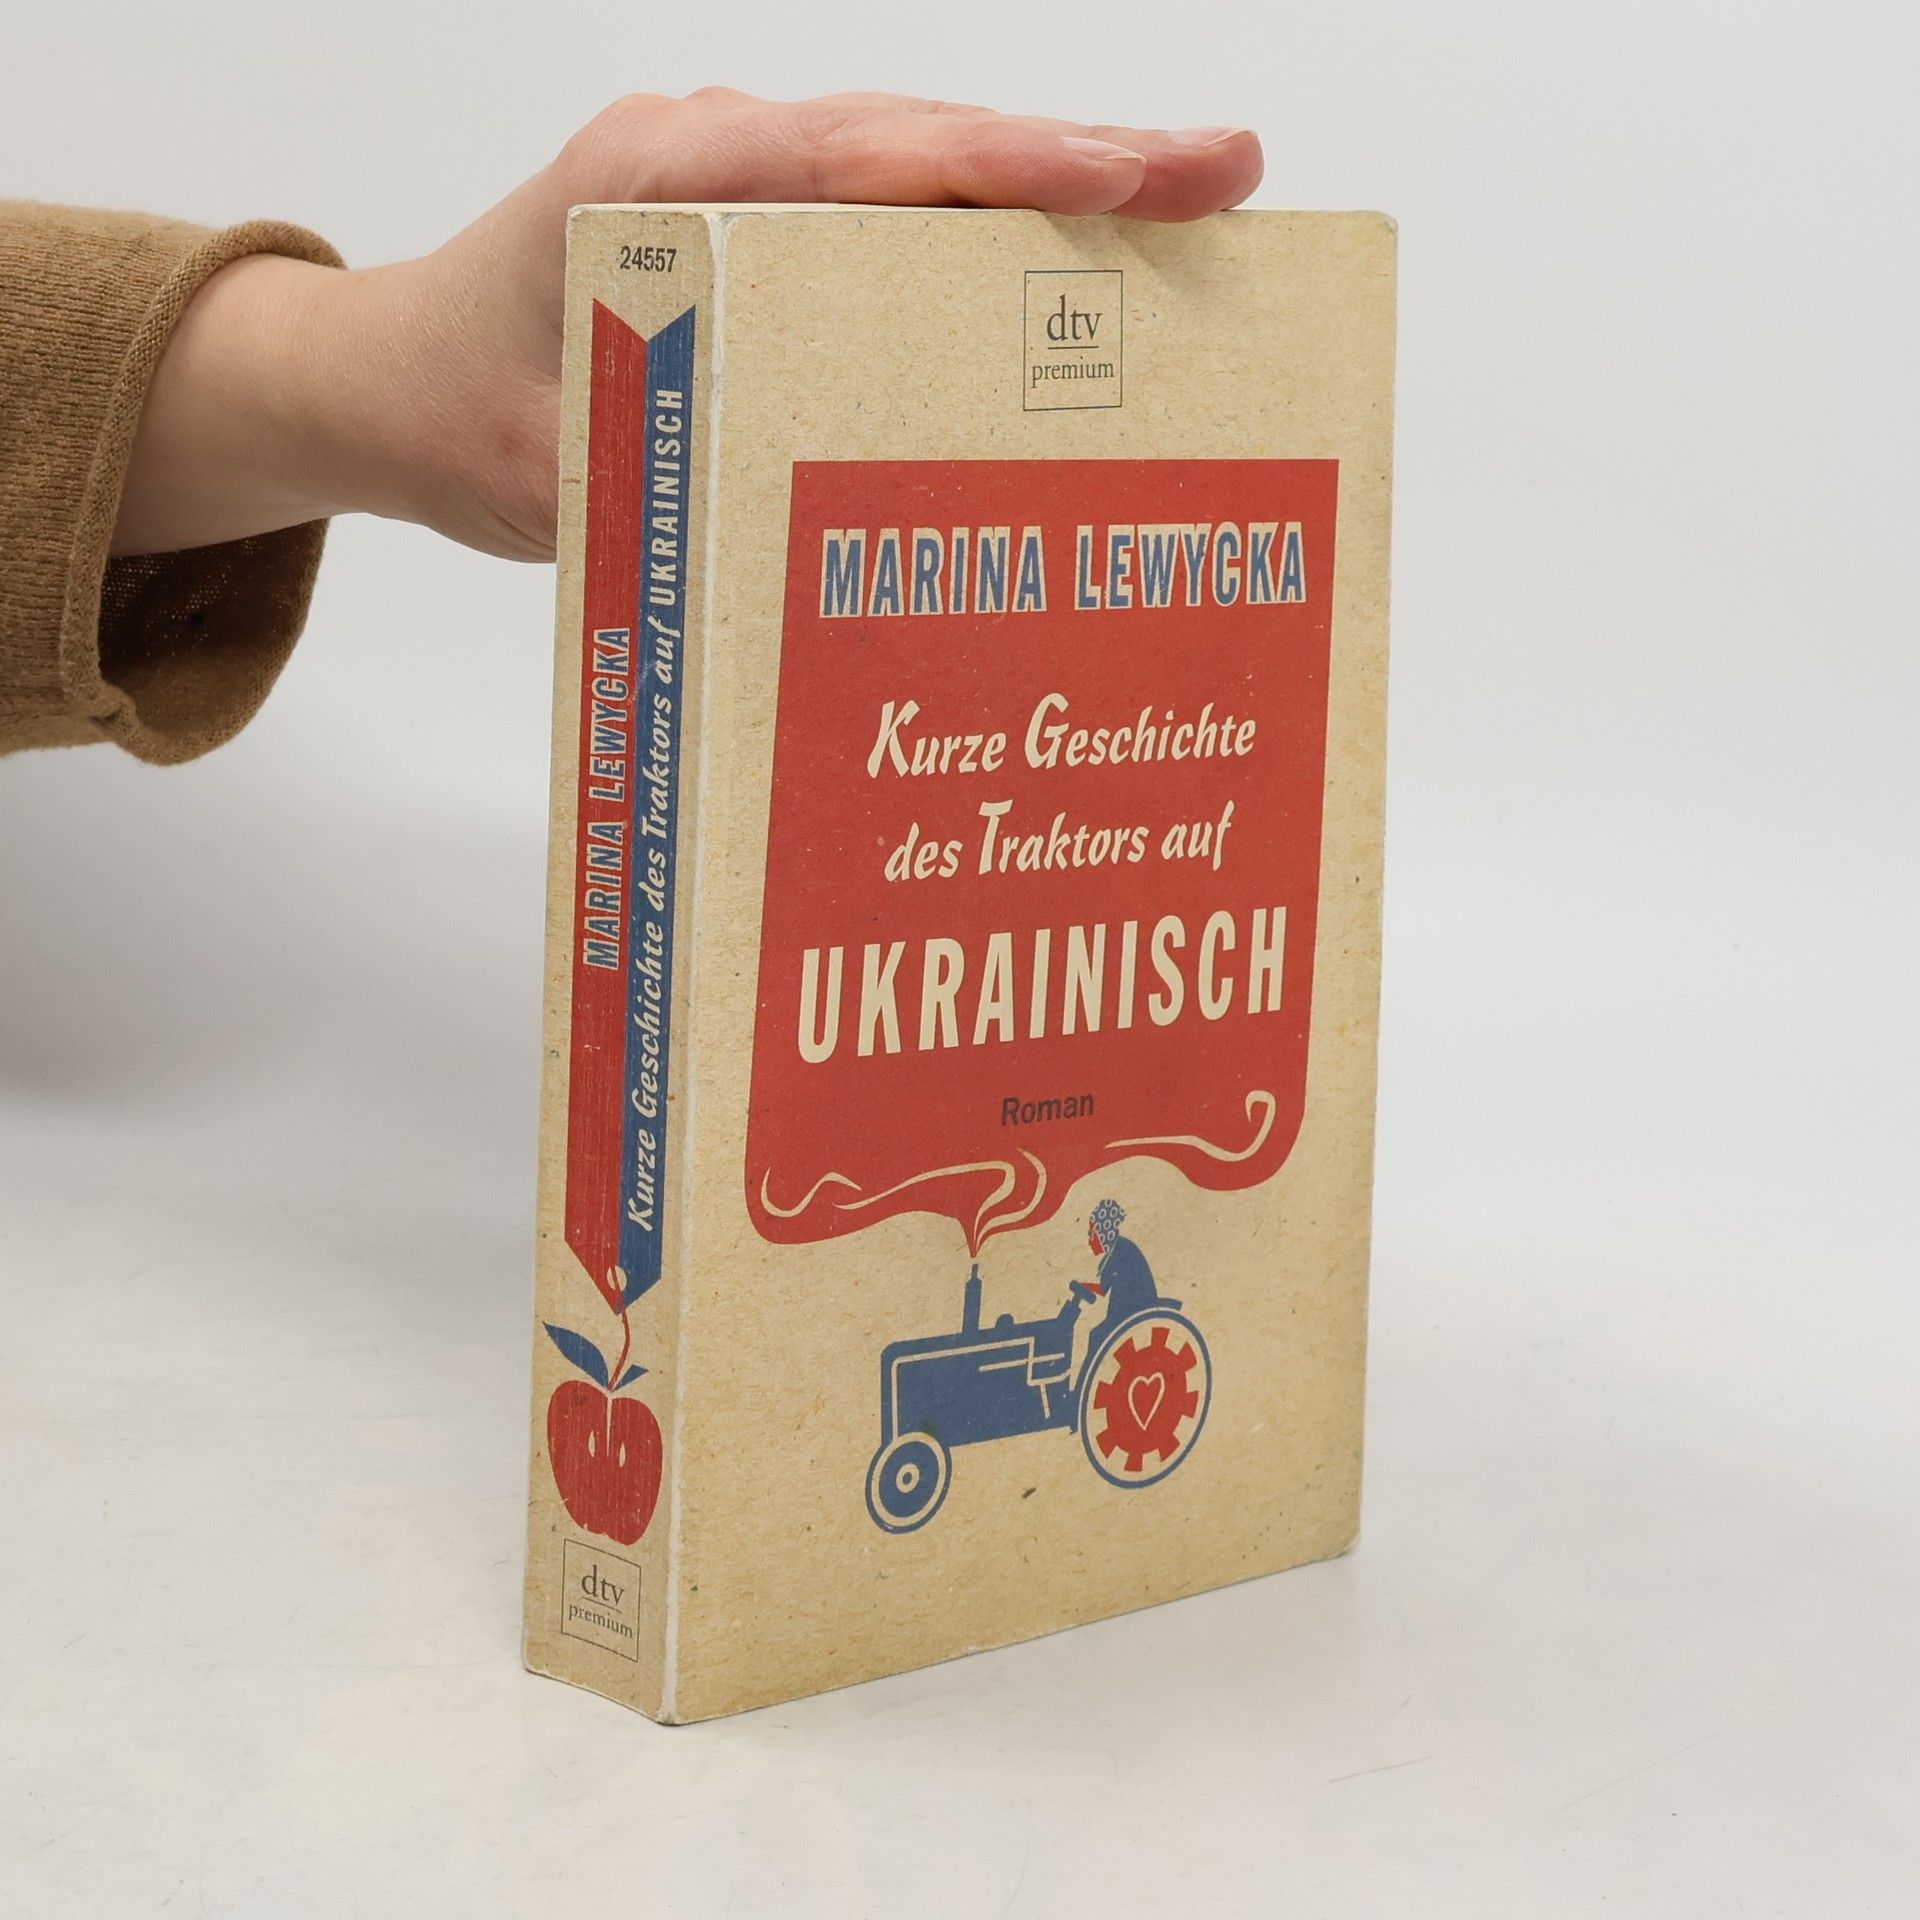 24557
MARINA LEWYCKA
Kurze Geschichte des Traktors auf UKRAINISCH
dtv
premium
dtv
premium
MARINA LEWYCKA
Kurze Geschichte
des Traktors auf
UKRAINISCH
Roman